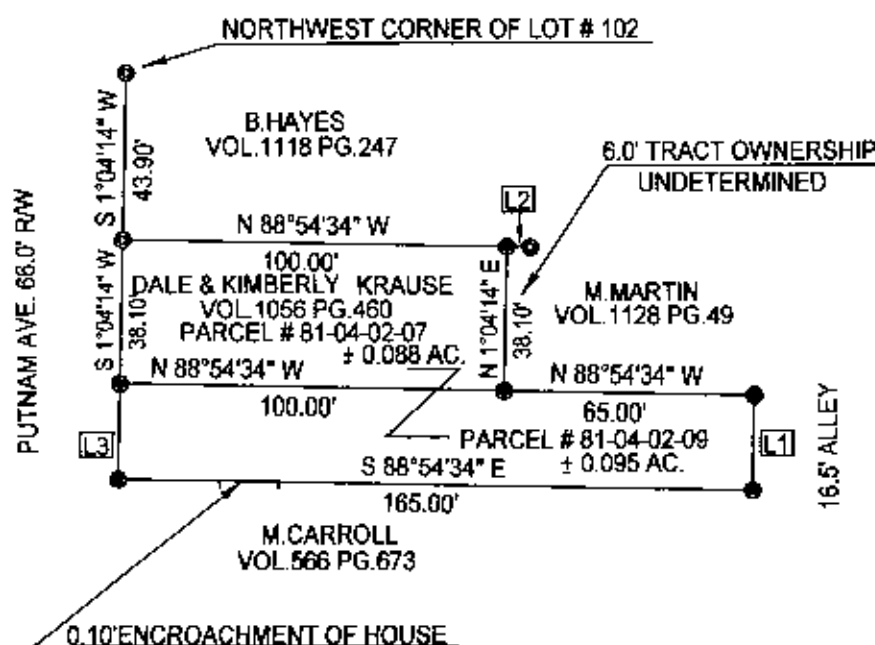 NORTHWEST CORNER OF LOT # 102
S 1°04'14" W
43.90'
B.HAYES
VOL.1118 PG.247
6.0' TRACT OWNERSHIP
UNDETERMINED
PUTNAM AVE. 66.0' R/W
L2
N 88°54'34" W
100.00'
S 1°04'14" W
38.10'
DALE & KIMBERLY KRAUSE
VOL.1056 PG.460
PARCEL # 81-04-02-07
± 0.088 AC.
N 1°04'14" E
38.10'
M.MARTIN
VOL.1128 PG.49
N 88°54'34" W
100.00'
N 88°54'34" W
65.00'
L3
PARCEL # 81-04-02-09
± 0.095 AC.
L1
16.5' ALLEY
S 88°54'34" E
165.00'
M.CARROLL
VOL.566 PG.673
0.10'ENCROACHMENT OF HOUSE